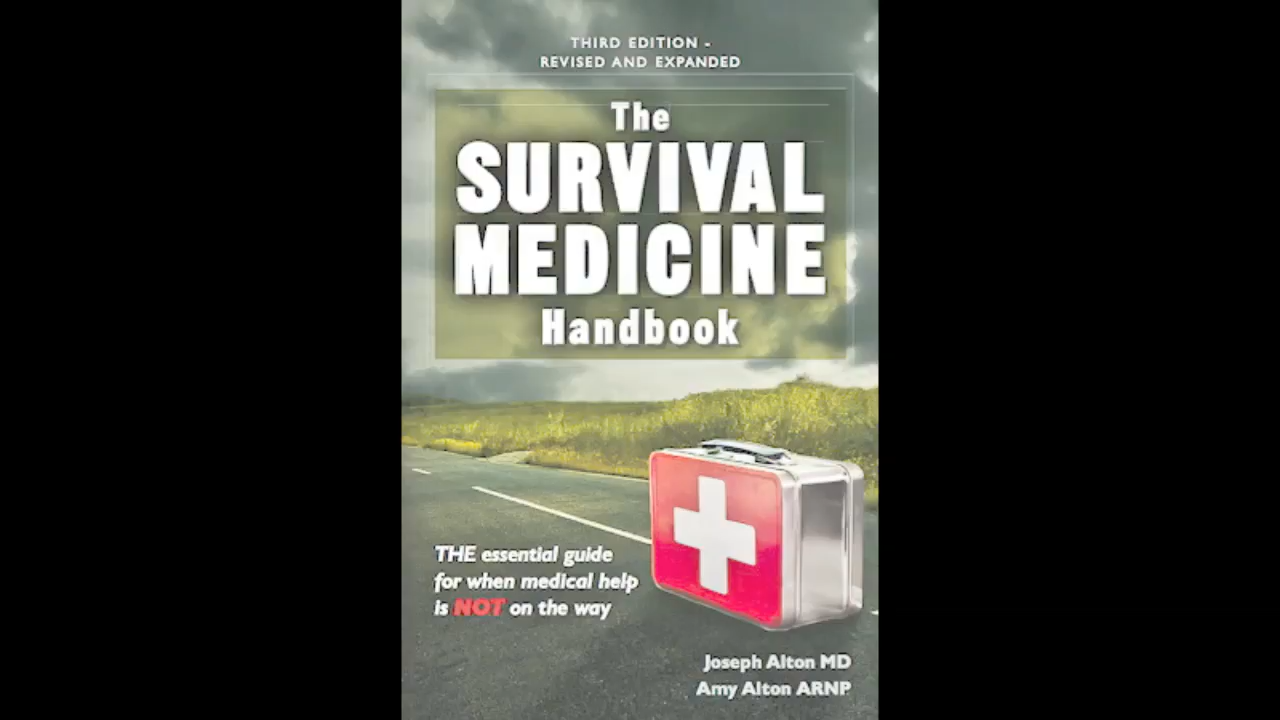 THIRD EDITION -
REVISED AND EXPANDED
The
SURVIVAL
MEDICINE
Handbook
THE essential guide
for when medical help
is NOT on the way
Joseph Alton MD
Amy Alton ARNP